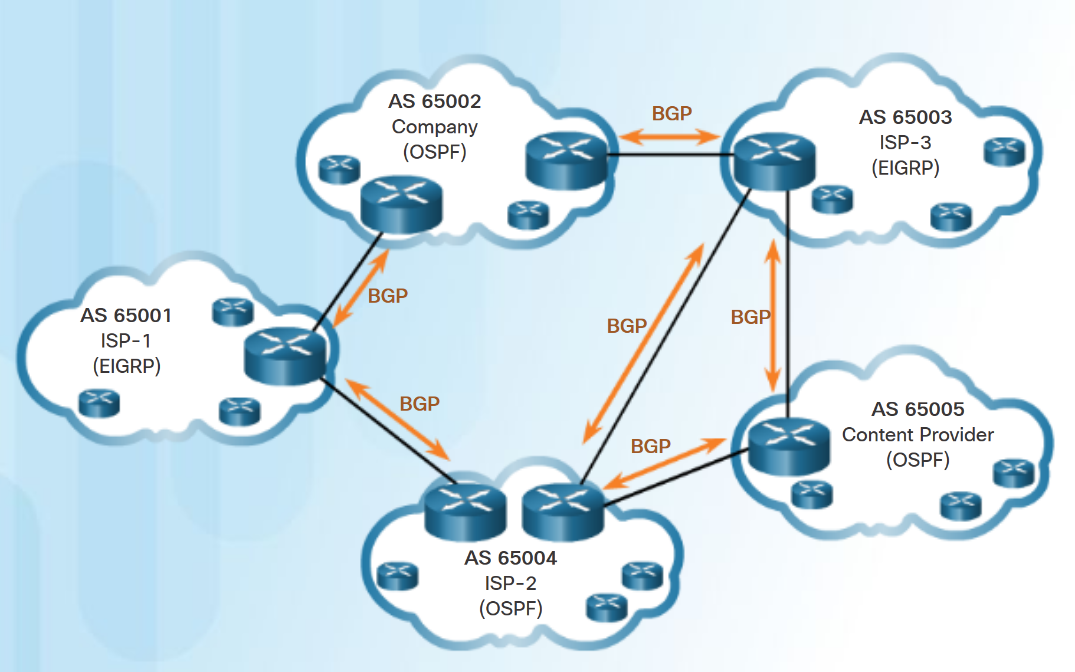 AS 65002
Company
(OSPF)
BGP
AS 65003
ISP-3
(EIGRP)
BGP
AS 65001
ISP-1
(EIGRP)
BGP
BGP
BGP
AS 65005
Content Provider
(OSPF)
BGP
AS 65004
ISP-2
(OSPF)